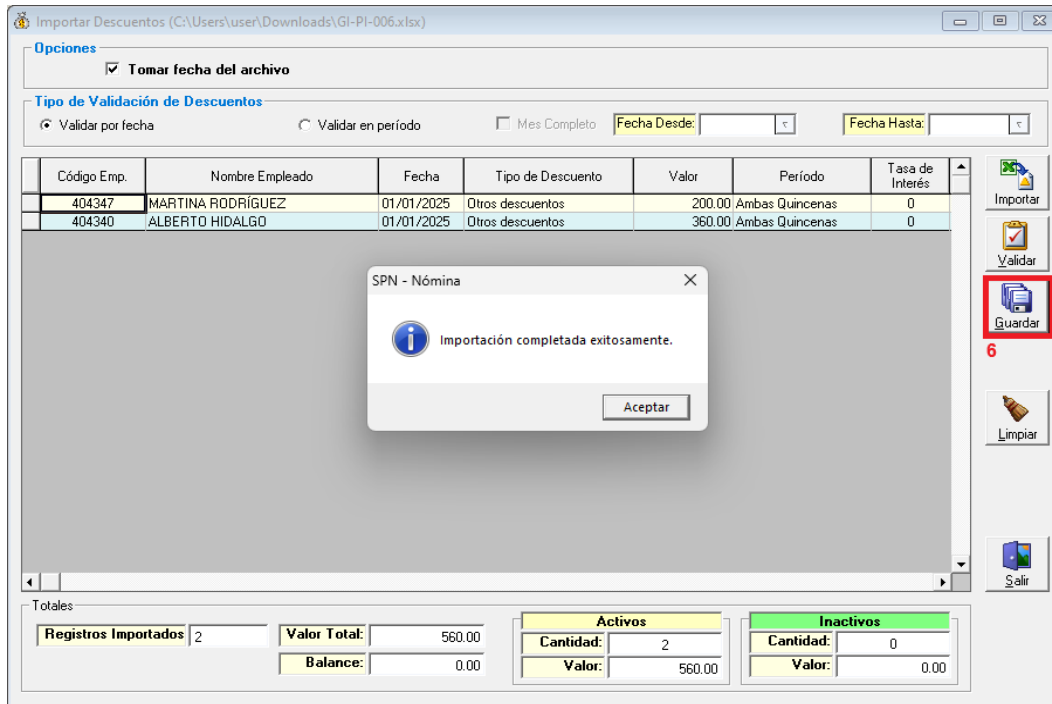 Importar Descuentos (C:\Users\user\Downloads\GI-PI-006.xlsx)
Opciones
Tomar fecha del archivo
Tipo de Validación de Descuentos
Validar por fecha Validar en período Mes Completo Fecha Desde: Fecha Hasta:
Código Emp. Nombre Empleado Fecha Tipo de Descuento Valor Período Tasa de Interés
404347 MARTINA RODRÍGUEZ 01/01/2025 Otros descuentos 200.00 Ambas Quincenas 0
404340 ALBERTO HIDALGO 01/01/2025 Otros descuentos 360.00 Ambas Quincenas 0
Importar
Validar
Guardar
6
Limpiar
Salir
SPN - Nómina
Importación completada exitosamente.
Aceptar
Totales
Registros Importados 2 Valor Total: 560.00
Balance: 0.00
Activos
Cantidad: 2
Valor: 560.00
Inactivos
Cantidad: 0
Valor: 0.00